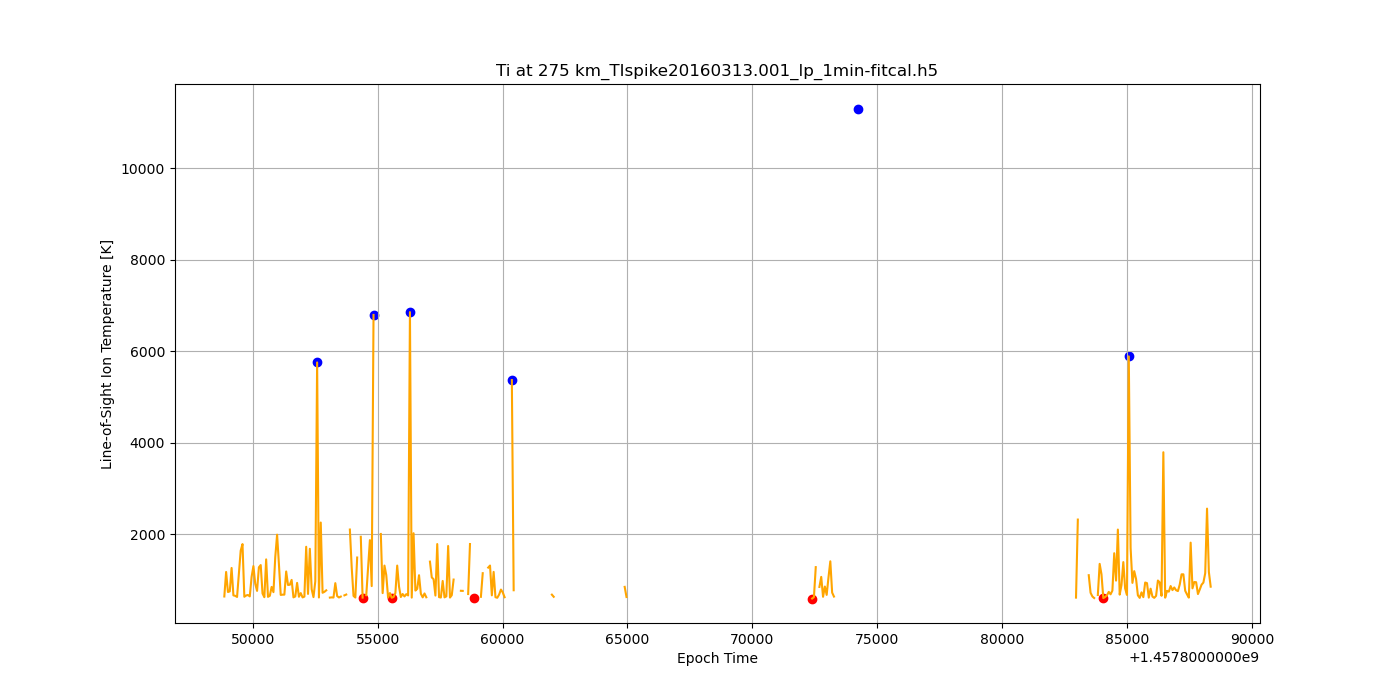 Ti at 275 km_TIspike20160313.001_lp_1min-fitcal.h5
Line-of-Sight Ion Temperature [K]
10000
8000
6000
4000
2000
50000 55000 60000 65000 70000 75000 80000 85000 90000
Epoch Time
+1.4578000000e9